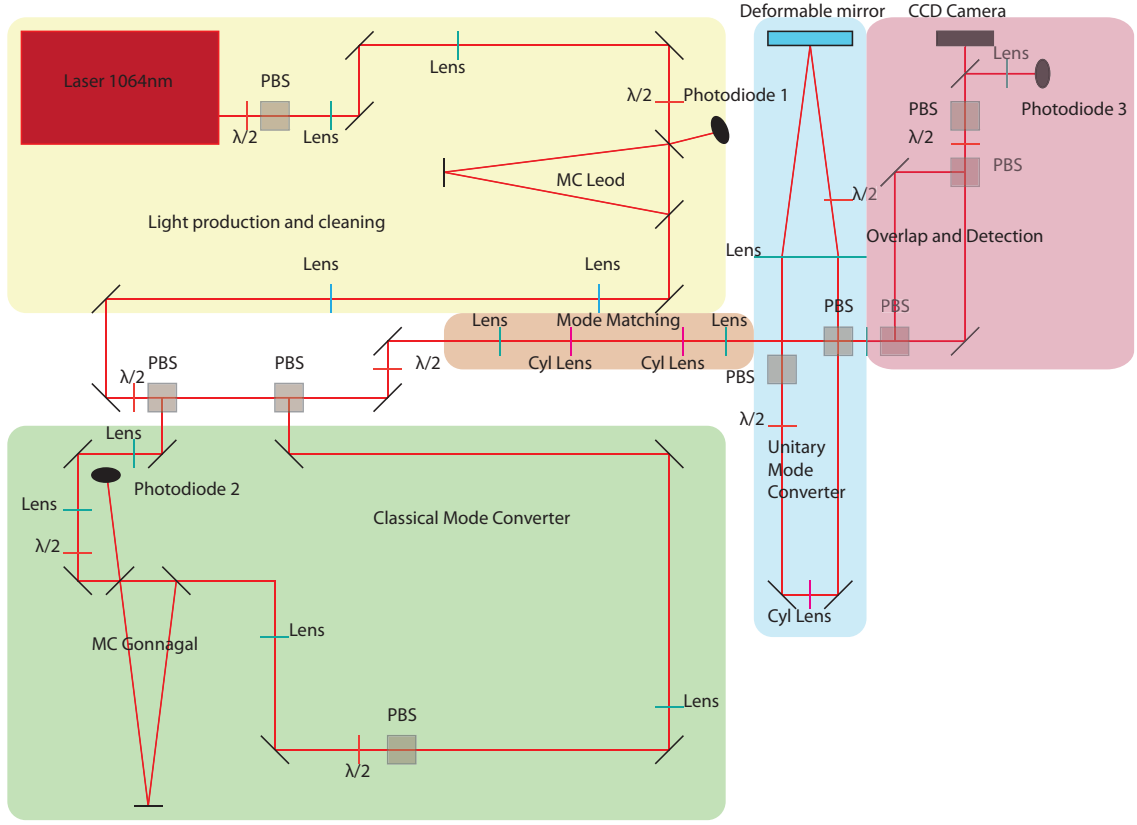 Deformable mirror
CCD Camera
Laser 1064nm
PBS
λ/2
Lens
Lens
λ/2
Photodiode 1
MC Leod
Light production and cleaning
Lens
Lens
Lens
PBS
Photodiode 3
λ/2
PBS
λ/2
Lens
Overlap and Detection
PBS
PBS
Lens
Mode Matching
Lens
Cyl Lens
Cyl Lens
λ/2
PBS
PBS
λ/2
PBS
λ/2
Unitary
Mode
Converter
Cyl Lens
Lens
Photodiode 2
Lens
λ/2
Classical Mode Converter
MC Gonnagal
Lens
Lens
PBS
λ/2